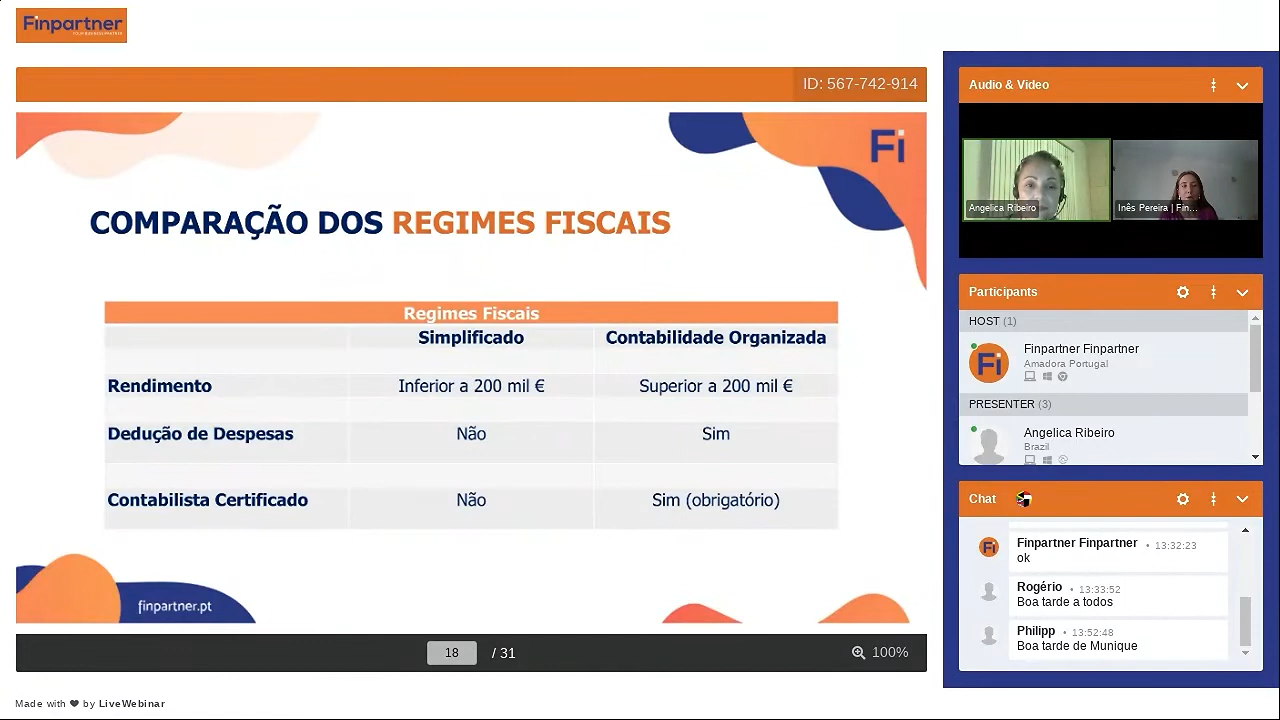 Finpartner
ID: 567-742-914
Fi
COMPARAÇÃO DOS REGIMES FISCAIS
Regimes Fiscais
Simplificado Contabilidade Organizada
Rendimento Inferior a 200 mil € Superior a 200 mil €
Dedução de Despesas Não Sim
Contabilista Certificado Não Sim (obrigatório)
finpartner.pt
18 / 31
100%
Made with ❤ by LiveWebinar
Audio & Video
Angelica Ribeiro
Inês Pereira | Fin...
Participants
HOST (1)
Fi
Finpartner Finpartner
Amadora Portugal
PRESENTER (3)
Angelica Ribeiro
Brazil
Chat
Fi
Finpartner Finpartner • 13:32:23
ok
Rogério • 13:33:52
Boa tarde a todos
Philipp • 13:52:48
Boa tarde de Munique